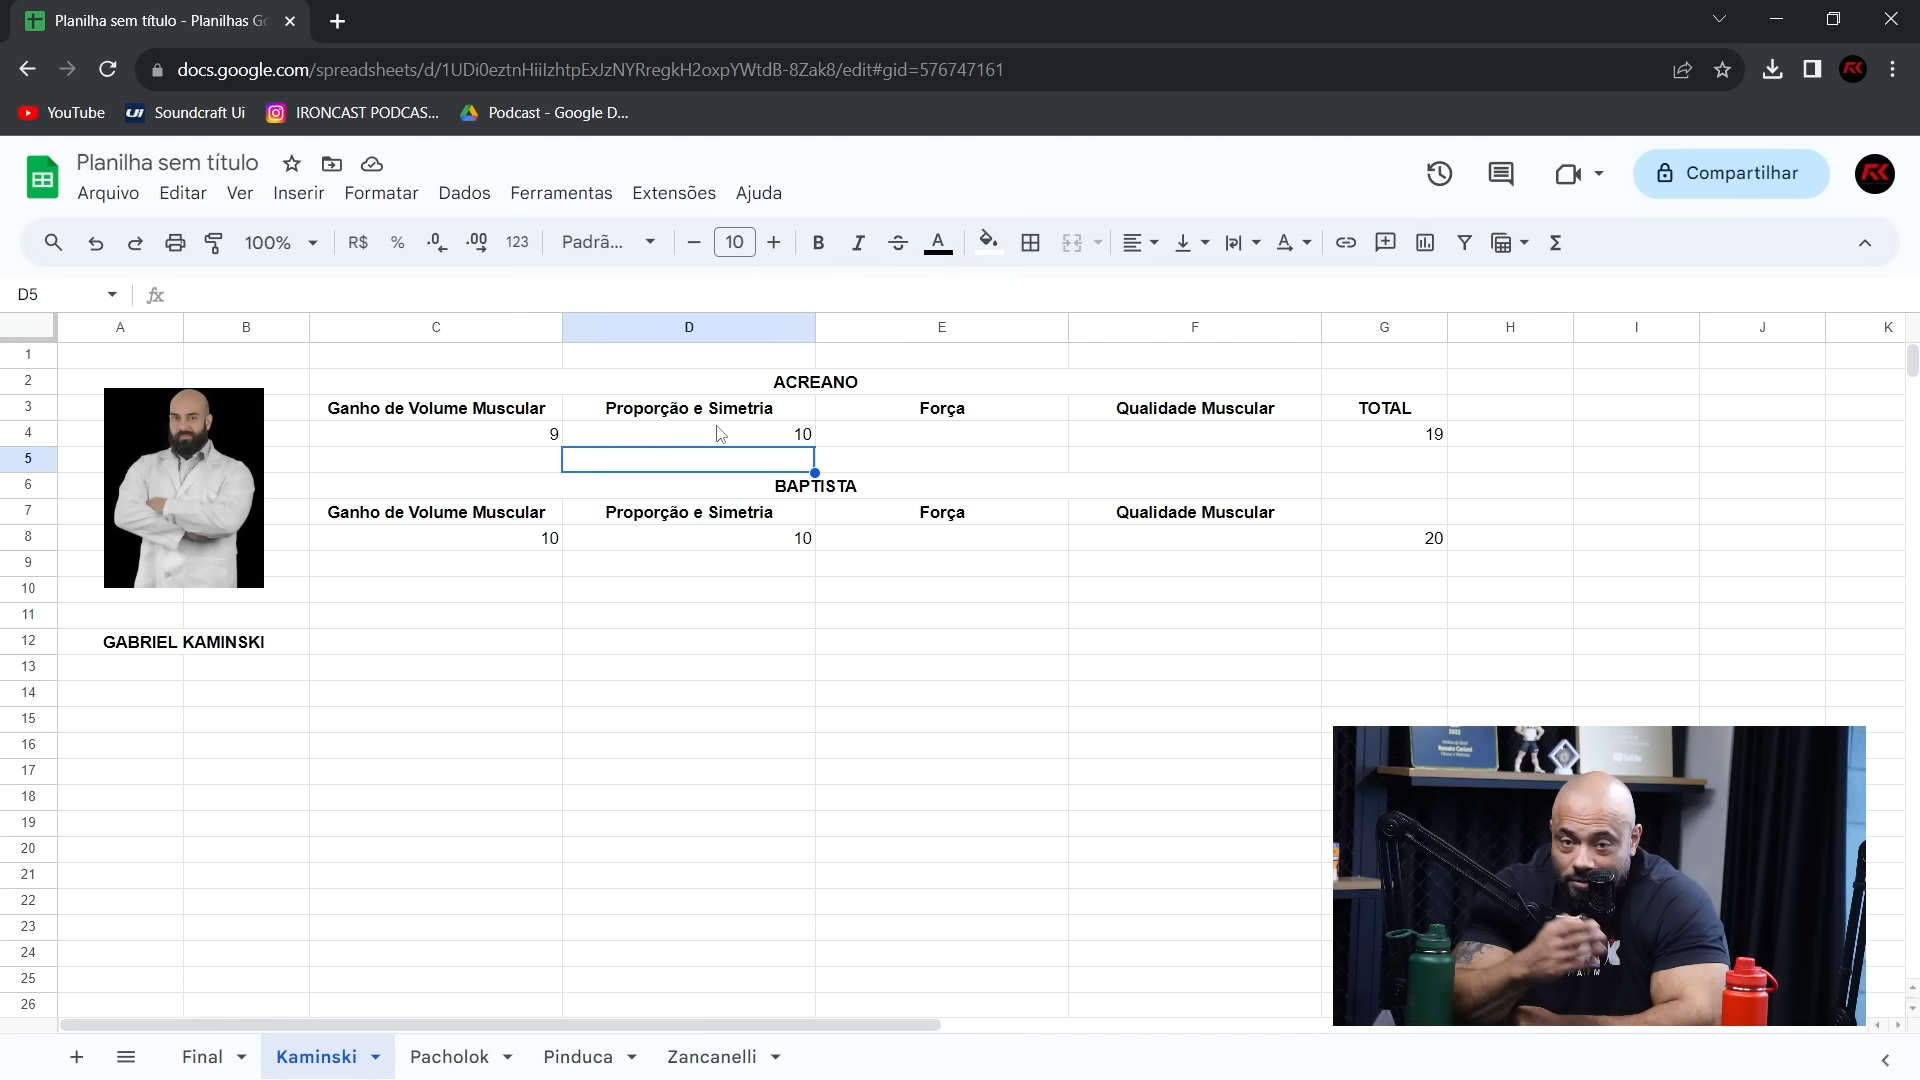 Planilha sem título - Planilhas Go
docs.google.com/spreadsheets/d/1UDi0eztnHiilzhtpExJzNYRregkH2oxpYWtdB-8Zak8/edit#gid=576747161
YouTube Soundcraft Ui IRONCAST PODCAS... Podcast - Google D...
Planilha sem título
Arquivo Editar Ver Inserir Formatar Dados Ferramentas Extensões Ajuda
Compartilhar
100% R$ % .0 .00 123 Padrã... 10 B I A
D5 fx
A B C D E F G H I J K
1
2 ACREANO
3 Ganho de Volume Muscular Proporção e Simetria Força Qualidade Muscular TOTAL
4 9 10 19
5
6 BAPTISTA
7 Ganho de Volume Muscular Proporção e Simetria Força Qualidade Muscular
8 10 10 20
9
10
11
12 GABRIEL KAMINSKI
13
14
15
16
17
18
19
20
21
22
23
24
25
26
2022
Renato Cariani
Final Kaminski Pacholok Pinduca Zancanelli